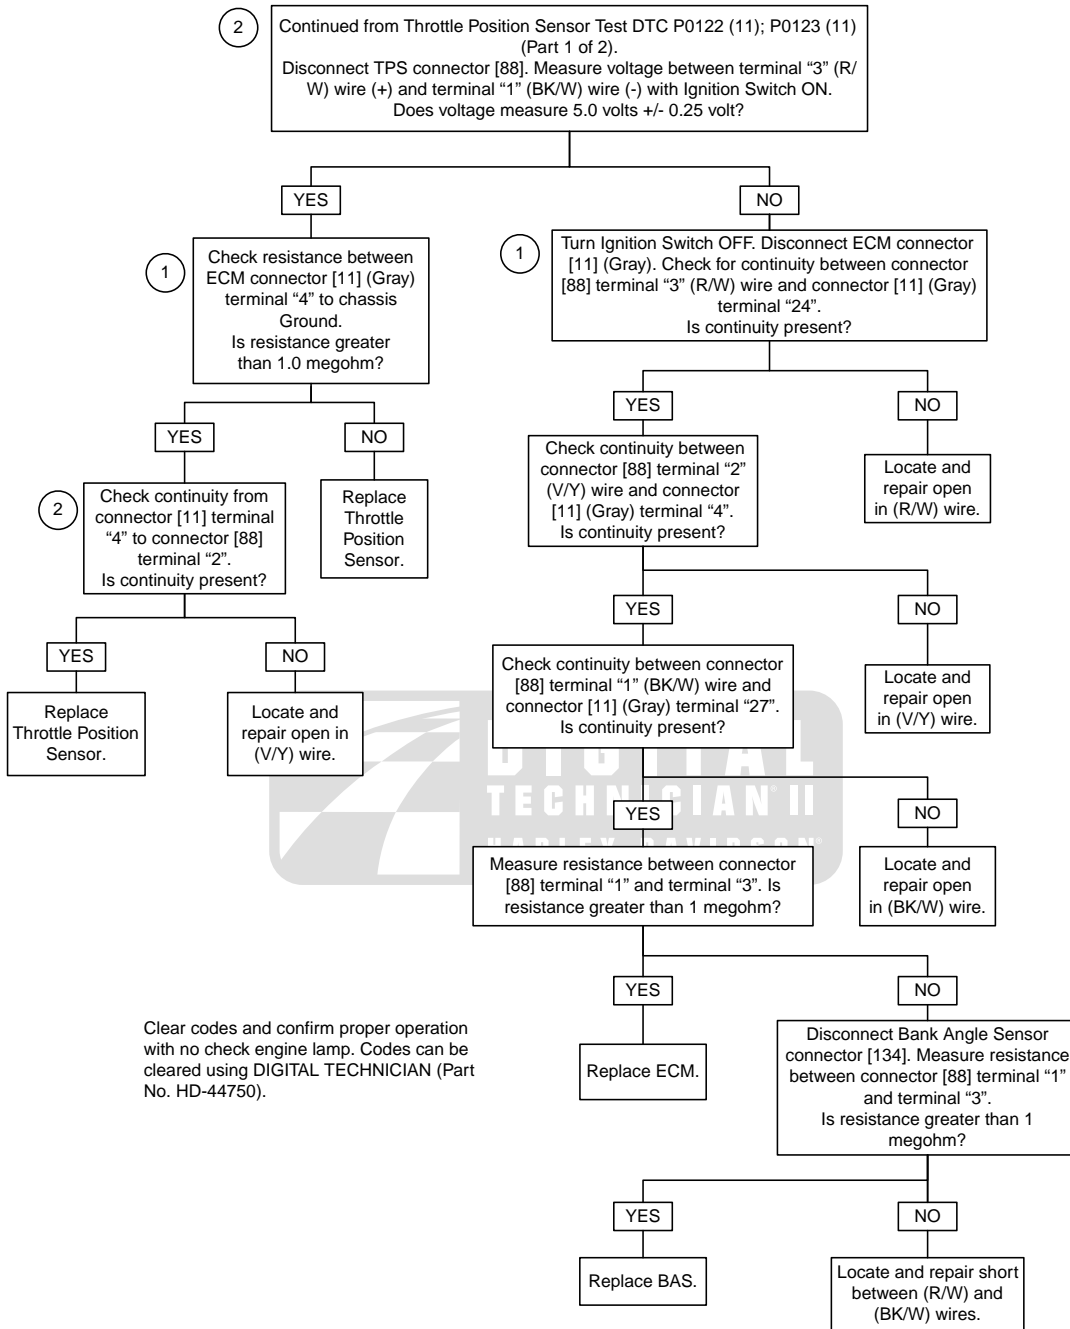 2
Continued from Throttle Position Sensor Test DTC P0122 (11); P0123 (11)
(Part 1 of 2).
Disconnect TPS connector [88]. Measure voltage between terminal “3” (R/
W) wire (+) and terminal “1” (BK/W) wire (-) with Ignition Switch ON.
Does voltage measure 5.0 volts +/- 0.25 volt?
YES
NO
1
Check resistance between
ECM connector [11] (Gray)
terminal “4” to chassis
Ground.
Is resistance greater
than 1.0 megohm?
1
Turn Ignition Switch OFF. Disconnect ECM connector
[11] (Gray). Check for continuity between connector
[88] terminal “3” (R/W) wire and connector [11] (Gray)
terminal “24”.
Is continuity present?
YES
NO
YES
NO
2
Check continuity from
connector [11] terminal
“4” to connector [88]
terminal “2”.
Is continuity present?
Replace
Throttle
Position
Sensor.
Check continuity between
connector [88] terminal “2”
(V/Y) wire and connector
[11] (Gray) terminal “4”.
Is continuity present?
Locate and
repair open
in (R/W) wire.
YES
NO
YES
NO
Replace
Throttle Position
Sensor.
Locate and
repair open in
(V/Y) wire.
Check continuity between connector
[88] terminal “1” (BK/W) wire and
connector [11] (Gray) terminal “27”.
Is continuity present?
Locate and
repair open
in (V/Y) wire.
DIGITAL
TECHNICIAN® II
HARLEY-DAVIDSON®
YES
NO
Measure resistance between connector
[88] terminal “1” and terminal “3”. Is
resistance greater than 1 megohm?
Locate and
repair open
in (BK/W) wire.
YES
NO
Clear codes and confirm proper operation
with no check engine lamp. Codes can be
cleared using DIGITAL TECHNICIAN (Part
No. HD-44750).
Replace ECM.
Disconnect Bank Angle Sensor
connector [134]. Measure resistance
between connector [88] terminal “1”
and terminal “3”.
Is resistance greater than 1
megohm?
YES
NO
Replace BAS.
Locate and repair short
between (R/W) and
(BK/W) wires.